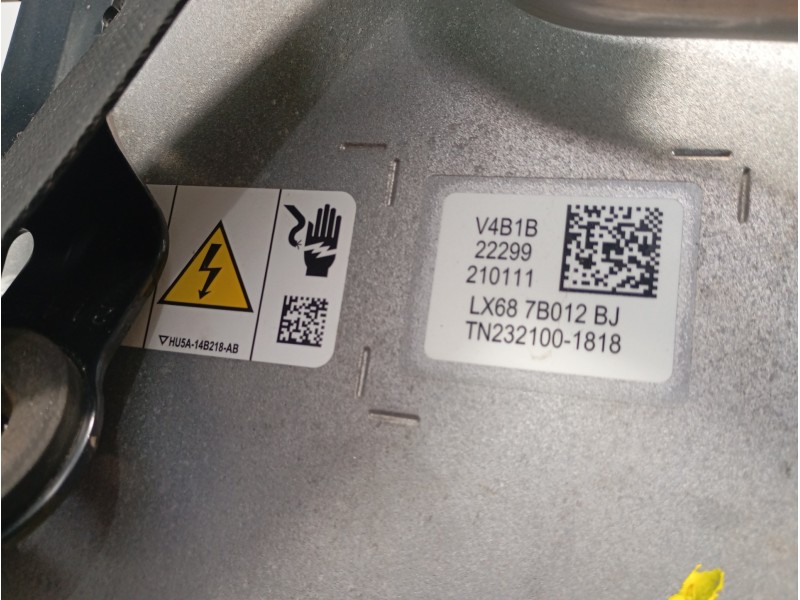 V4B1B
22299
210111
LX68 7B012 BJ
TN232100-1818
HU5A-14B218-AB